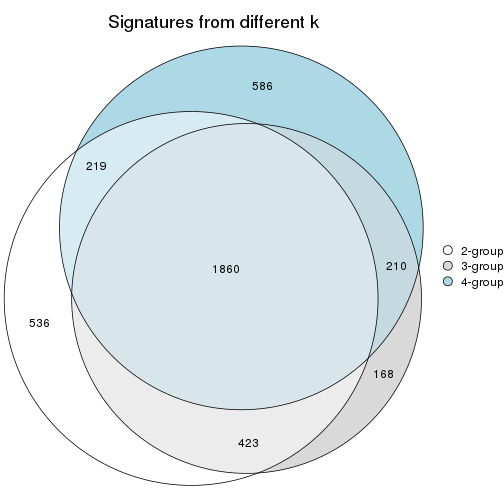 Signatures from different k
586
219
1860
210
536
168
423
2-group
3-group
4-group